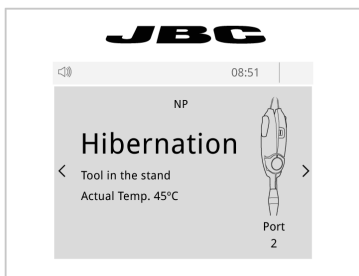 JBC
08:51
NP
Hibernation
Tool in the stand
Actual Temp. 45ºC
Port
2